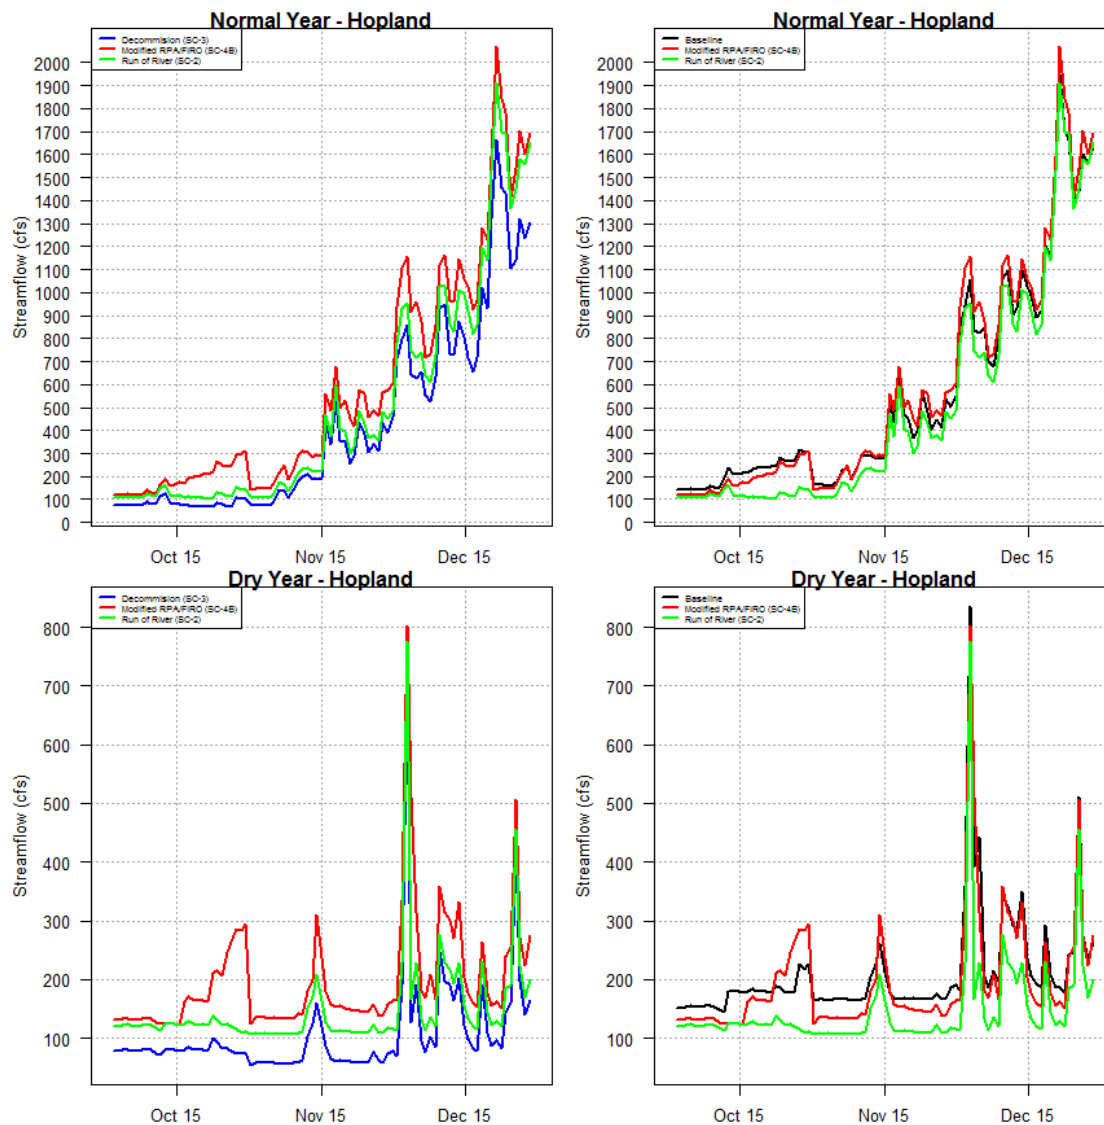 Normal Year - Hopland
Decommision (SC-3)
Modified RPA/FIRO (SC-4B)
Run of River (SC-2)
Streamflow (cfs)
2000
1900
1800
1700
1600
1500
1400
1300
1200
1100
1000
900
800
700
600
500
400
300
200
100
0
Oct 15
Nov 15
Dec 15
Normal Year - Hopland
Baseline
Modified RPA/FIRO (SC-4B)
Run of River (SC-2)
Streamflow (cfs)
2000
1900
1800
1700
1600
1500
1400
1300
1200
1100
1000
900
800
700
600
500
400
300
200
100
0
Oct 15
Nov 15
Dec 15
Dry Year - Hopland
Decommision (SC-3)
Modified RPA/FIRO (SC-4B)
Run of River (SC-2)
Streamflow (cfs)
800
700
600
500
400
300
200
100
Oct 15
Nov 15
Dec 15
Dry Year - Hopland
Baseline
Modified RPA/FIRO (SC-4B)
Run of River (SC-2)
Streamflow (cfs)
800
700
600
500
400
300
200
100
Oct 15
Nov 15
Dec 15